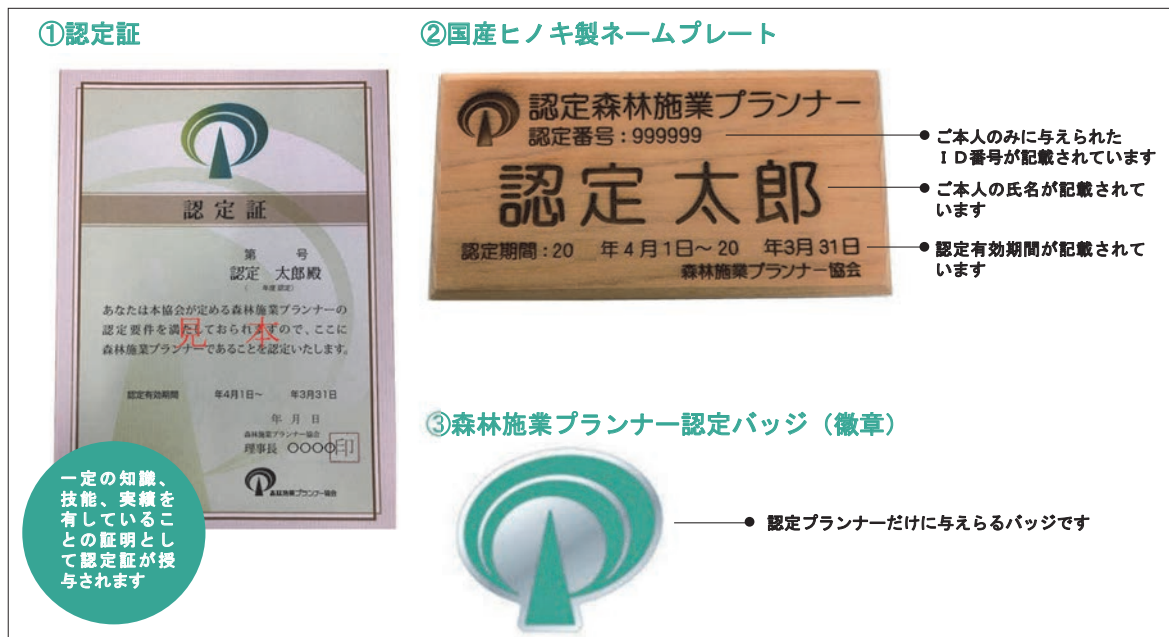 ①認定証
認定証
第　号
認定　太郎殿
（　年度 認定）
あなたは本協会が定める森林施業プランナーの
認定要件を満たしておられますので、ここに
森林施業プランナーであることを認定いたします。
見本
認定有効期間　年4月1日～　年3月31日
年 月 日
森林施業プランナー協会
理事長　○○○○印
森林施業プランナー協会
一定の知識、
技能、実績を
有しているこ
との証明とし
て認定証が授
与されます
②国産ヒノキ製ネームプレート
認定森林施業プランナー
認定番号：999999
認定 太郎
認定期間：20　年 4 月 1日～ 20　年3月 31日
森林施業プランナー協会
ご本人のみに与えられた
ＩＤ番号が記載されています
ご本人の氏名が記載されて
います
認定有効期間が記載されて
います
③森林施業プランナー認定バッジ（徽章）
認定プランナーだけに与えらるバッジです